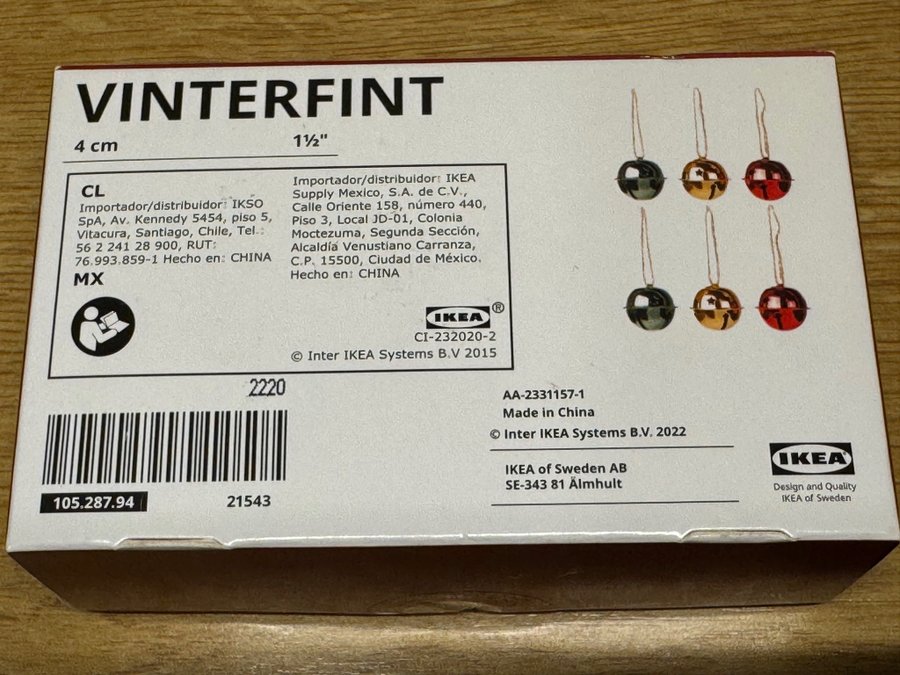 VINTERFINT
4 cm 1½"
CL
Importador/distribuidor: IKSO
SpA, Av. Kennedy 5454, piso 5,
Vitacura, Santiago, Chile, Tel.:
56 2 241 28 900, RUT:
76.993.859-1 Hecho en: CHINA
MX
Importador/distribuidor: IKEA
Supply Mexico, S.A. de C.V.,
Calle Oriente 158, número 440,
Piso 3, Local JD-01, Colonia
Moctezuma, Segunda Sección,
Alcaldía Venustiano Carranza,
C.P. 15500, Ciudad de México.
Hecho en: CHINA
IKEA®
CI-232020-2
© Inter IKEA Systems B.V 2015
2220
105.287.94 21543
AA-2331157-1
Made in China
© Inter IKEA Systems B.V. 2022
IKEA of Sweden AB
SE-343 81 Älmhult
IKEA
Design and Quality
IKEA of Sweden